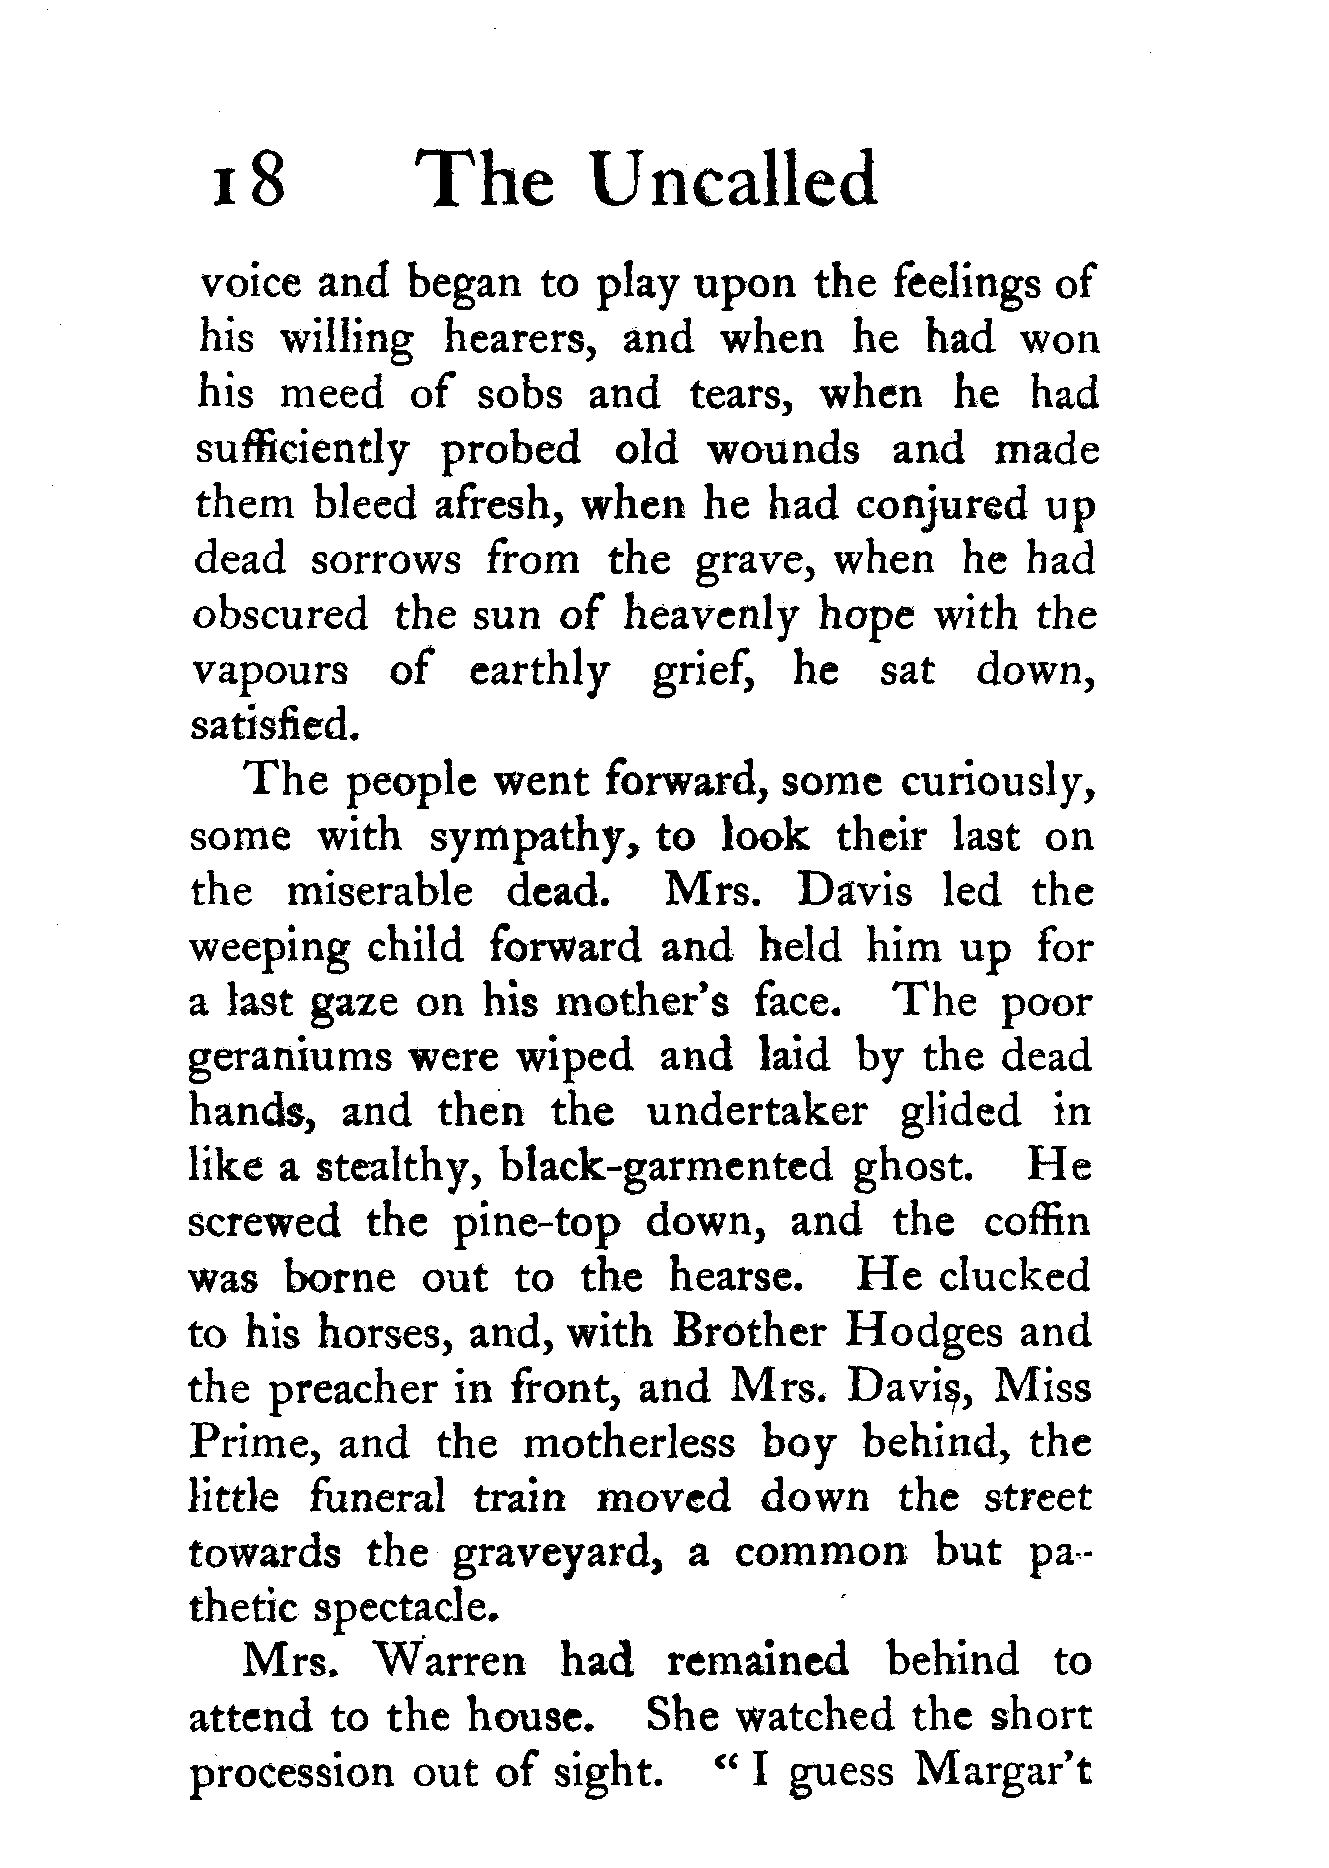 18 The Uncalled
voice and began to play upon the feelings of
his willing hearers, and when he had won
his meed of sobs and tears, when he had
sufficiently probed old wounds and made
them bleed afresh, when he had conjured up
dead sorrows from the grave, when he had
obscured the sun of heavenly hope with the
vapours of earthly grief, he sat down,
satisfied.
The people went forward, some curiously,
some with sympathy, to look their last on
the miserable dead. Mrs. Davis led the
weeping child forward and held him up for
a last gaze on his mother's face. The poor
geraniums were wiped and laid by the dead
hands, and then the undertaker glided in
like a stealthy, black-garmented ghost. He
screwed the pine-top down, and the coffin
was borne out to the hearse. He clucked
to his horses, and, with Brother Hodges and
the preacher in front, and Mrs. Davis, Miss
Prime, and the motherless boy behind, the
little funeral train moved down the street
towards the graveyard, a common but pa-
thetic spectacle.
Mrs. Warren had remained behind to
attend to the house. She watched the short
procession out of sight. "I guess Margar't